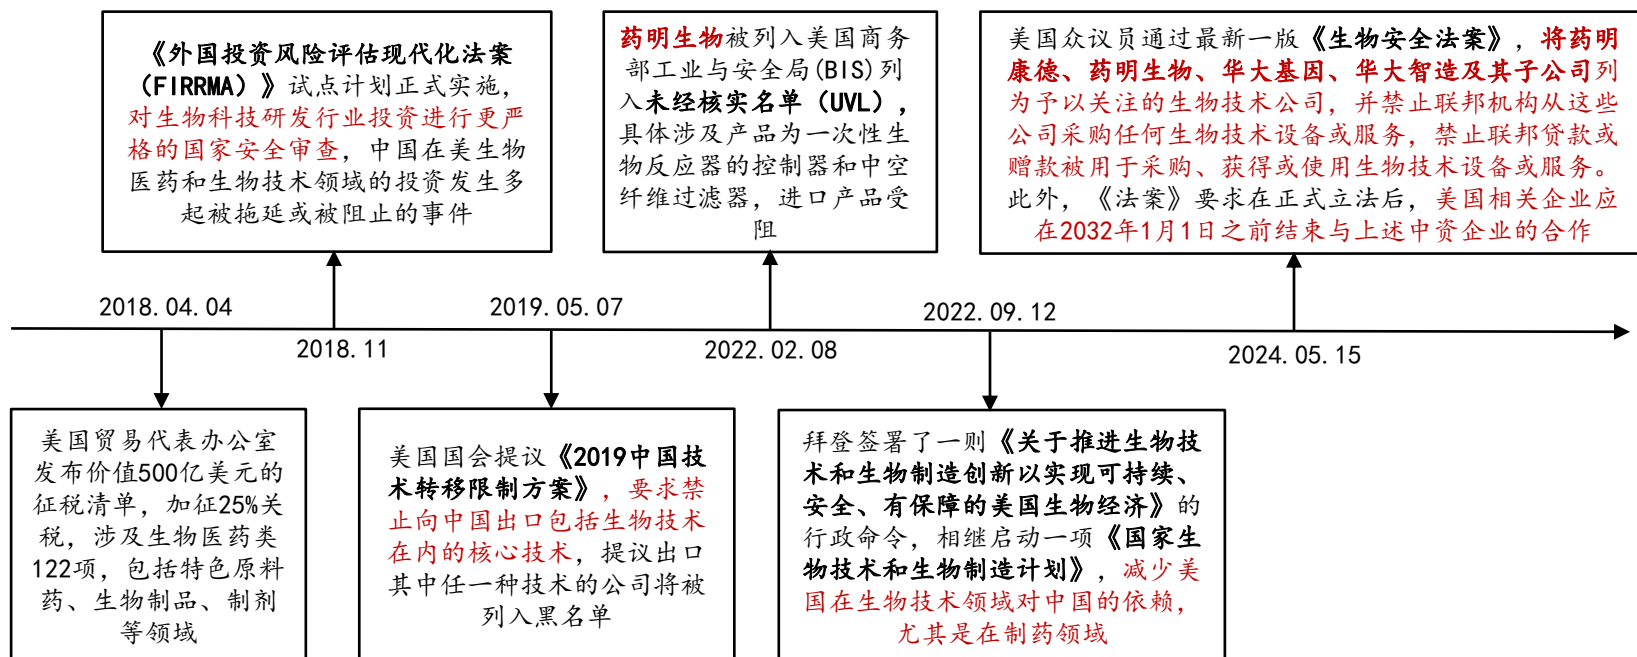 《外国投资风险评估现代化法案
（FIRRMA）》试点计划正式实施，
对生物科技研发行业投资进行更严
格的国家安全审查，中国在美生物
医药和生物技术领域的投资发生多
起被拖延或被阻止的事件
药明生物被列入美国商务
部工业与安全局(BIS)列
入未经核实名单（UVL），
具体涉及产品为一次性生
物反应器的控制器和中空
纤维过滤器，进口产品受
阻
美国众议员通过最新一版《生物安全法案》，将药明
康德、药明生物、华大基因、华大智造及其子公司列
为予以关注的生物技术公司，并禁止联邦机构从这些
公司采购任何生物技术设备或服务，禁止联邦贷款或
赠款被用于采购、获得或使用生物技术设备或服务。
此外，《法案》要求在正式立法后，美国相关企业应
在2032年1月1日之前结束与上述中资企业的合作
2018.04.04
2019.05.07
2022.09.12
2018.11
2022.02.08
2024.05.15
美国贸易代表办公室
发布价值500亿美元的
征税清单，加征25%关
税，涉及生物医药类
122项，包括特色原料
药、生物制品、制剂
等领域
美国国会提议《2019中国技
术转移限制方案》，要求禁
止向中国出口包括生物技术
在内的核心技术，提议出口
其中任一种技术的公司将被
列入黑名单
拜登签署了一则《关于推进生物技
术和生物制造创新以实现可持续、
安全、有保障的美国生物经济》的
行政命令，相继启动一项《国家生
物技术和生物制造计划》，减少美
国在生物技术领域对中国的依赖，
尤其是在制药领域